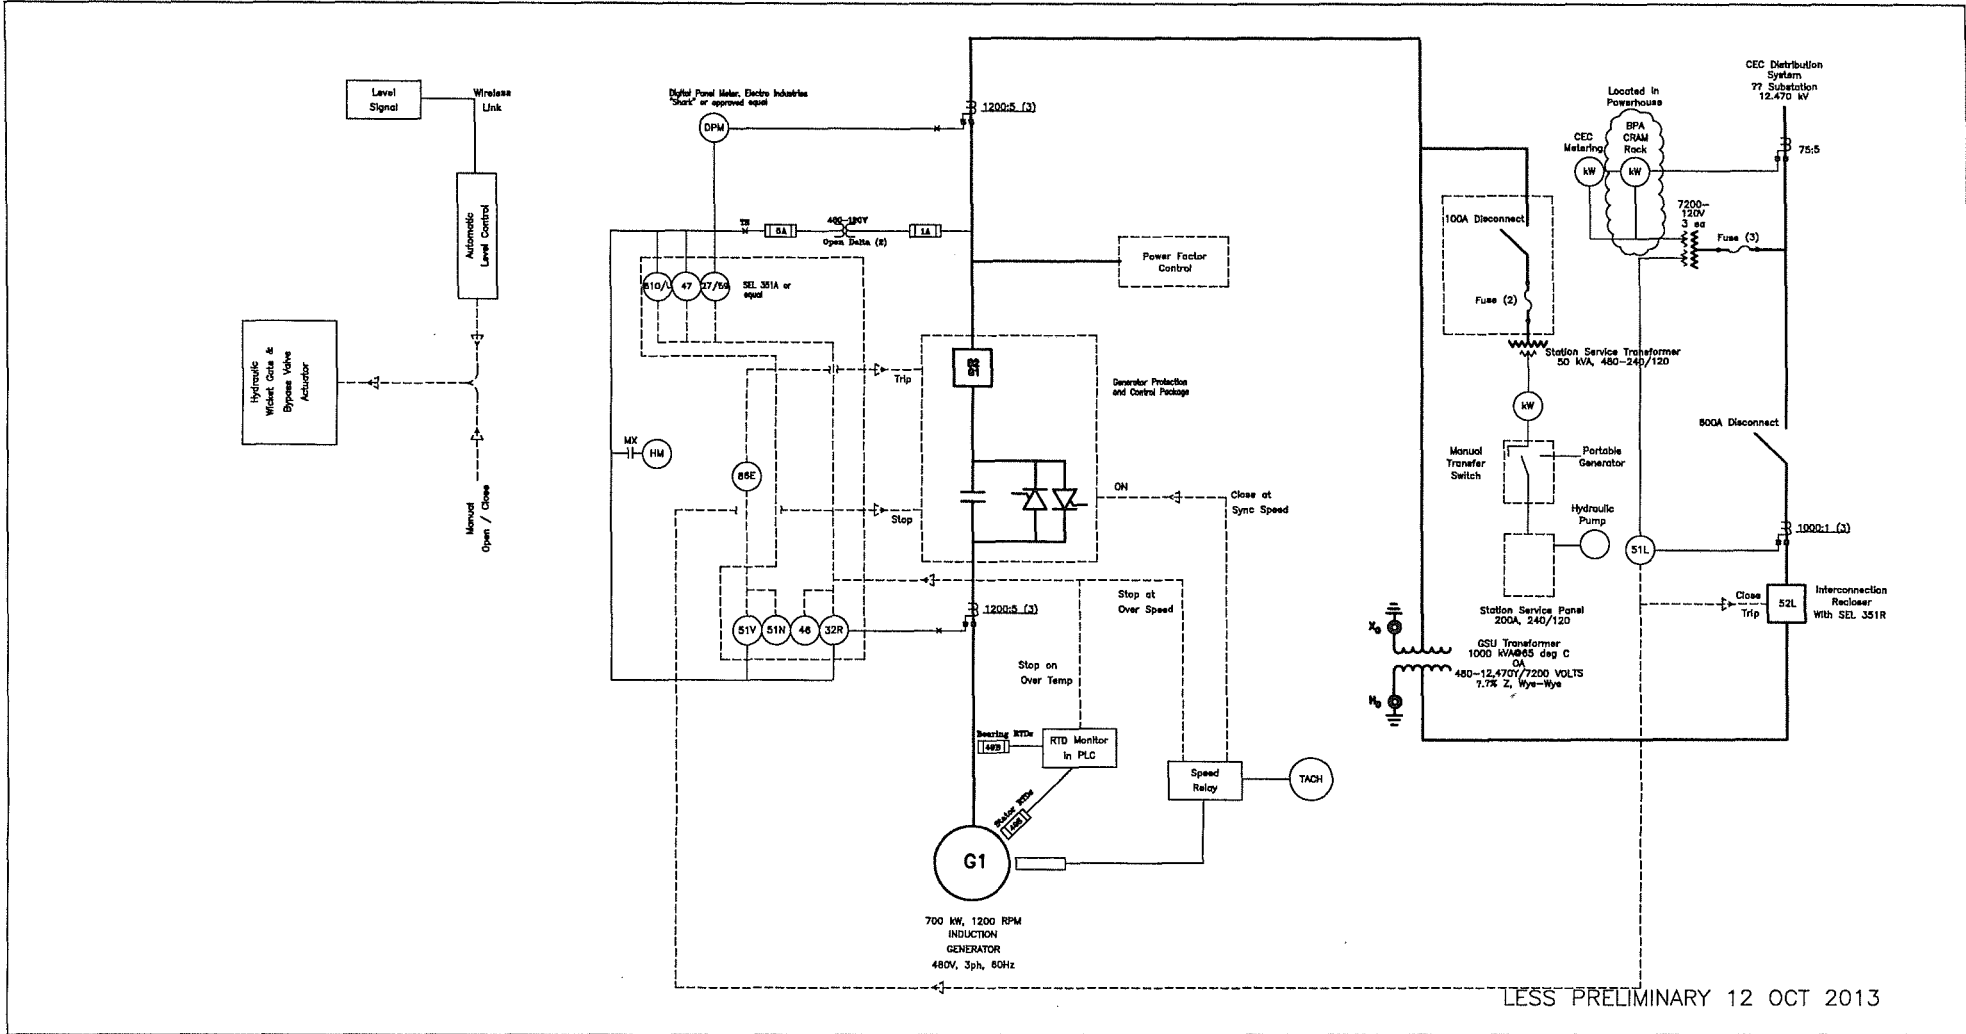 Level
Signal
Wireless
Link
Automatic
Level Control
Hydraulic
Wicket Gate &
Bypass Valve
Actuator
Manual
Open / Close
Digital Panel Meter, Electro Industries
"Shark" or approved equal
DPM
1200:5 (3)
5A
Open Delta (2)
1A
47
27/59
SEL 351A or
equal
Power Factor
Control
Trip
Generator Protection
and Control Package
MX
HM
86E
Stop
ON
Close at
Sync Speed
51V
51N
46
32R
1200:5 (3)
Stop at
Over Speed
Stop on
Over Temp
Bearing RTDs
49B
RTD Monitor
in PLC
Stator RTDs
49S
Speed
Relay
TACH
G1
700 kW, 1200 RPM
INDUCTION
GENERATOR
480V, 3ph, 60Hz
100A Disconnect
Fuse (2)
Station Service Transformer
50 kVA, 480-240/120
kW
Manual
Transfer
Switch
Portable
Generator
Hydraulic
Pump
Station Service Panel
200A, 240/120
X0
H0
GSU Transformer
1000 kVA@65 deg C
OA
480-12,470Y/7200 VOLTS
7.7% Z, Wye-Wye
Located in
Powerhouse
BPA
CRAM
Rack
CEC
Metering
kW
kW
CEC Distribution
System
?? Substation
12.470 kV
75:5
7200-
120V
3 ea
Fuse (3)
600A Disconnect
1000:1 (3)
51L
Close
Trip
52L
Interconnection
Recloser
With SEL 351R
LESS PRELIMINARY 12 OCT 2013